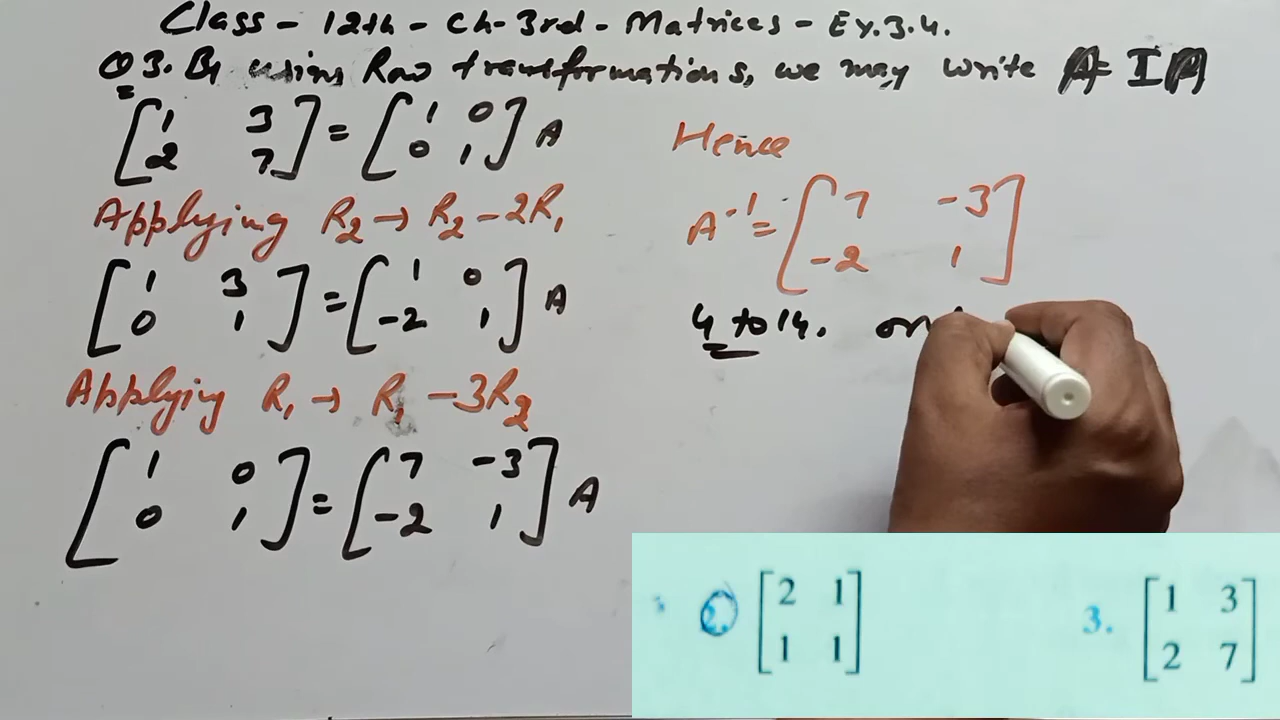 Class - 12th - Ch-3rd - Matrices - Ex.3.4.
Q3. By using Row transformations, we may write A = IA
[1 3
2 7] = [1 0
0 1] A
Applying R₂ → R₂ - 2R₁
[1 3
0 1] = [1 0
-2 1] A
Applying R₁ → R₁ - 3R₂
[1 0
0 1] = [7 -3
-2 1] A
Hence
A⁻¹ = [7 -3
-2 1]
4 to 14.
[2 1
1 1]
3. [1 3
2 7]